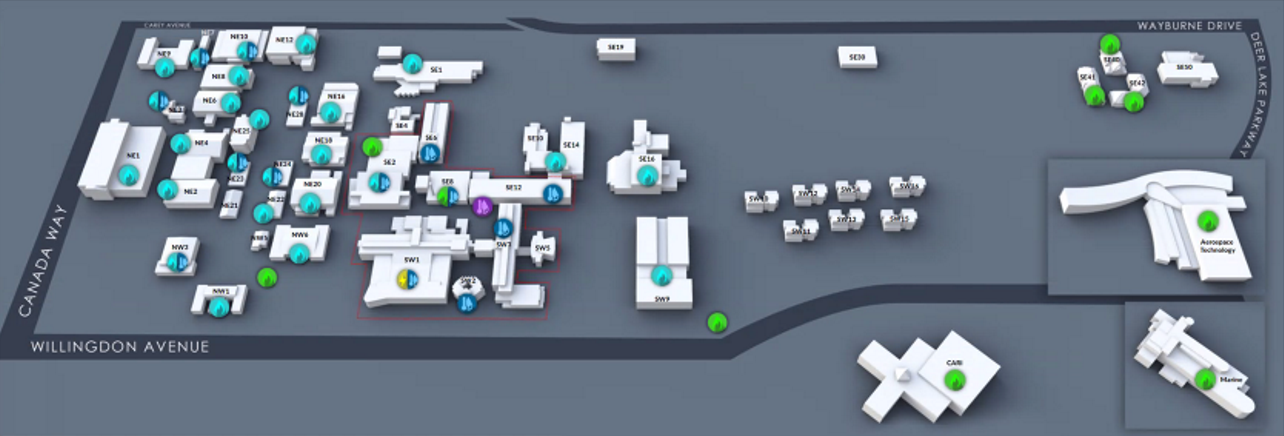 CAREY AVENUE
WAYBURNE DRIVE
DEER LAKE PARKWAY
CANADA WAY
WILLINGDON AVENUE
NE7
NE9
NE10
NE12
NE8
NE6
NE28
NE16
NE25
NE4
NE1
NE18
NE23
NE24
NE2
NE21
NE22
NE20
NW3
NW6
NW1
SE1
SE19
SE30
SE4
SE5
SE2
SE10
SE14
SE6
SE12
SE16
SE40
SE41
SE42
SE50
SW1
SW2
SW3
SW5
SW9
SW11
SW12
SW13
SW14
SW15
SW16
Aerospace
Technology
CARI
Marine